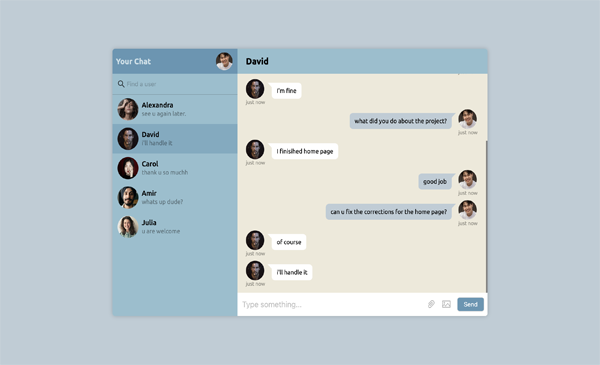 Your Chat
Find a user
Alexandra
see u again later.
David
i'll handle it
Carol
thank u so muchh
Amir
whats up dude?
Julia
u are welcome
David
i'm fine
just now
what did you do about the project?
just now
I finisihed home page
just now
good job
just now
can u fix the corrections for the home page?
just now
of course
just now
i'll handle it
just now
Type something...
Send